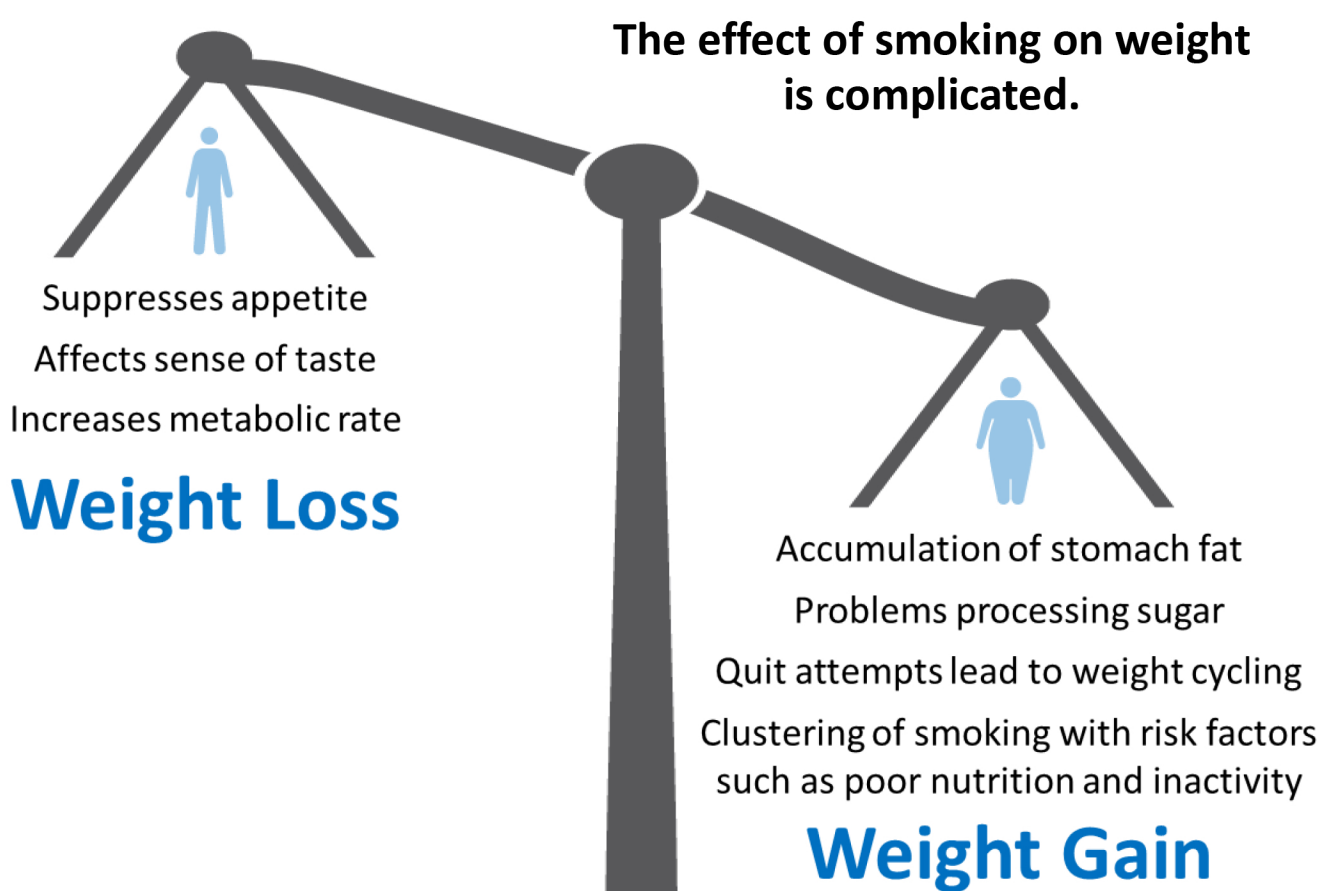 The effect of smoking on weight
is complicated.
Suppresses appetite
Affects sense of taste
Increases metabolic rate
Weight Loss
Accumulation of stomach fat
Problems processing sugar
Quit attempts lead to weight cycling
Clustering of smoking with risk factors
such as poor nutrition and inactivity
Weight Gain